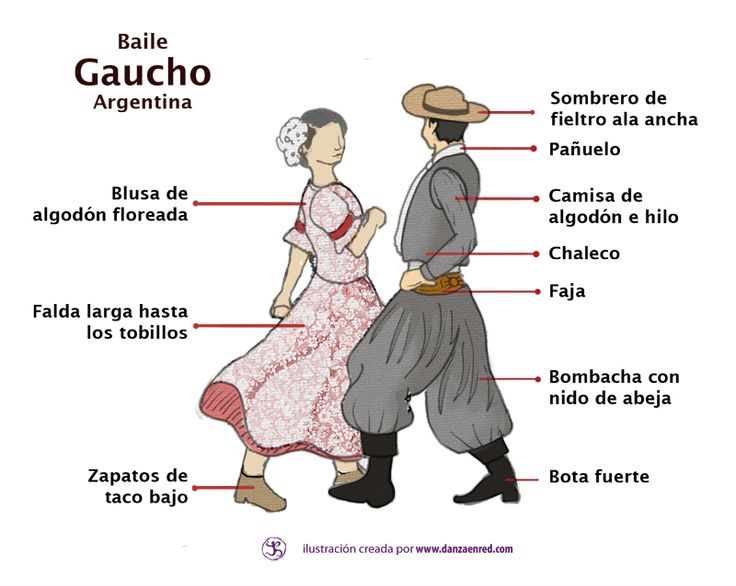 Baile
Gaucho
Argentina
Blusa de
algodón floreada
Falda larga hasta
los tobillos
Zapatos de
taco bajo
Sombrero de
fieltro ala ancha
Pañuelo
Camisa de
algodón e hilo
Chaleco
Faja
Bombacha con
nido de abeja
Bota fuerte
ilustración creada por www.danzaenred.com